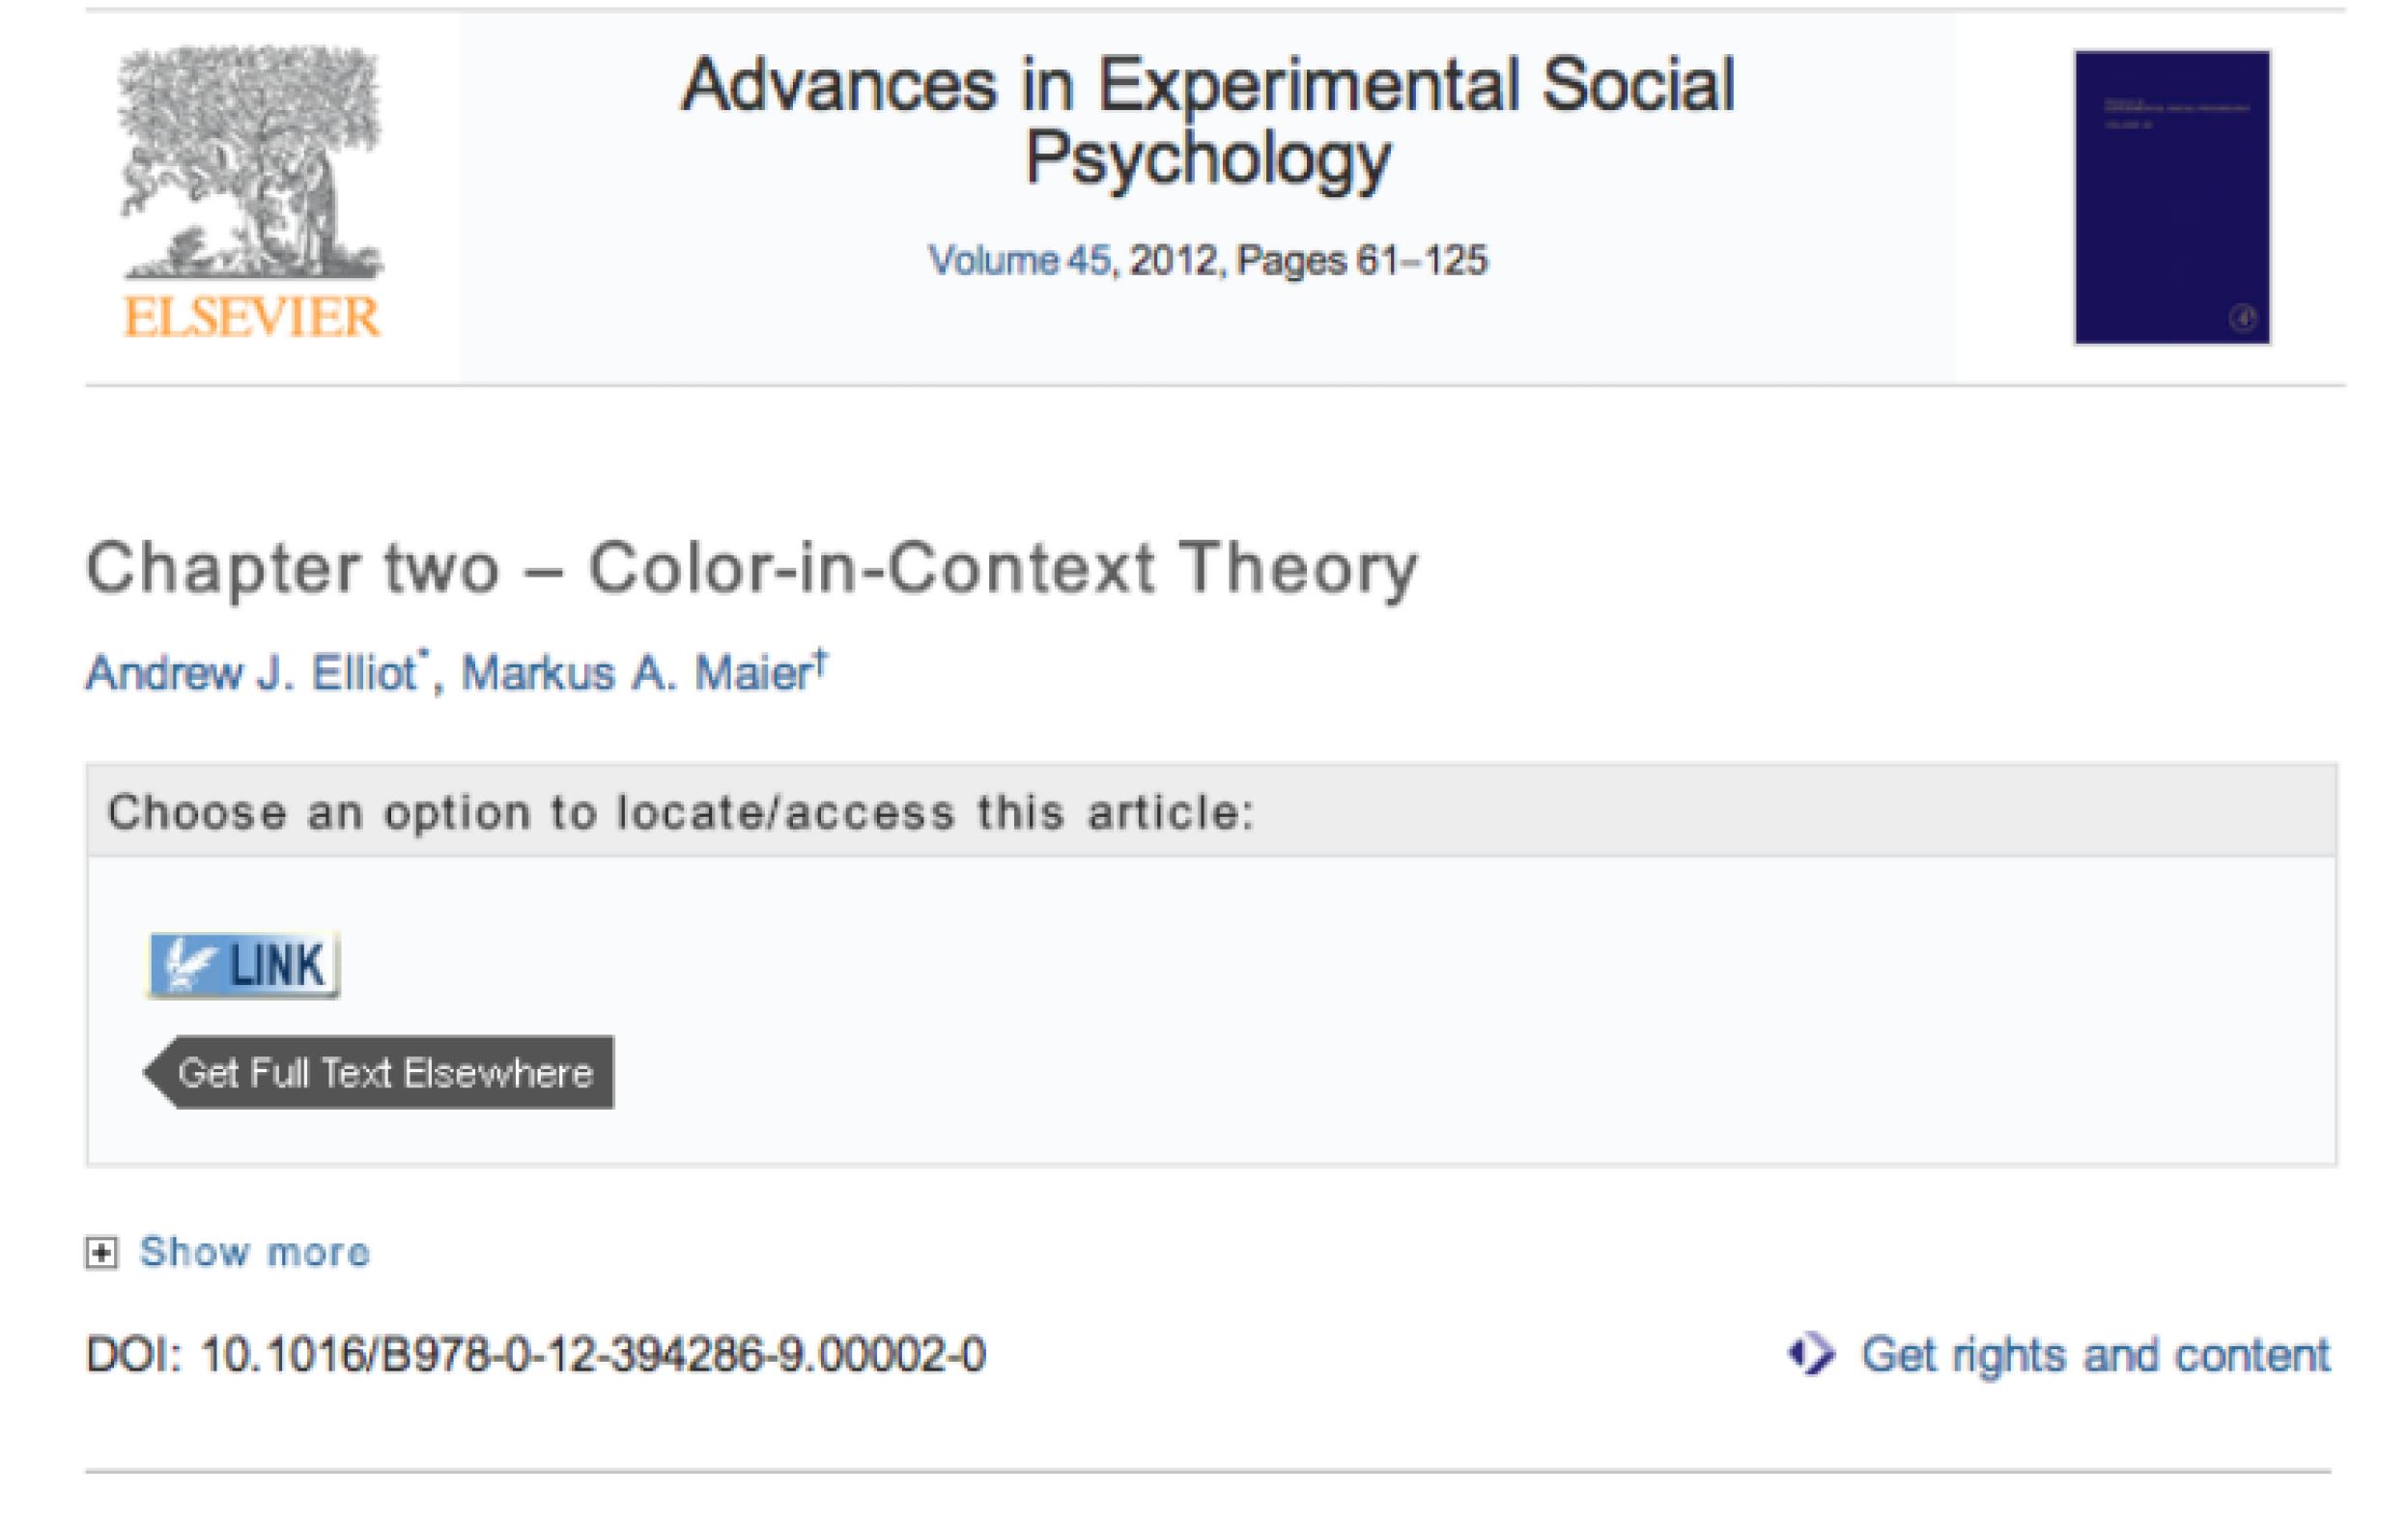 Advances in Experimental Social
Psychology
Volume 45, 2012, Pages 61–125
ELSEVIER
Chapter two – Color-in-Context Theory
Andrew J. Elliot*, Markus A. Maier†
Choose an option to locate/access this article:
LINK
Get Full Text Elsewhere
Show more
DOI: 10.1016/B978-0-12-394286-9.00002-0
Get rights and content